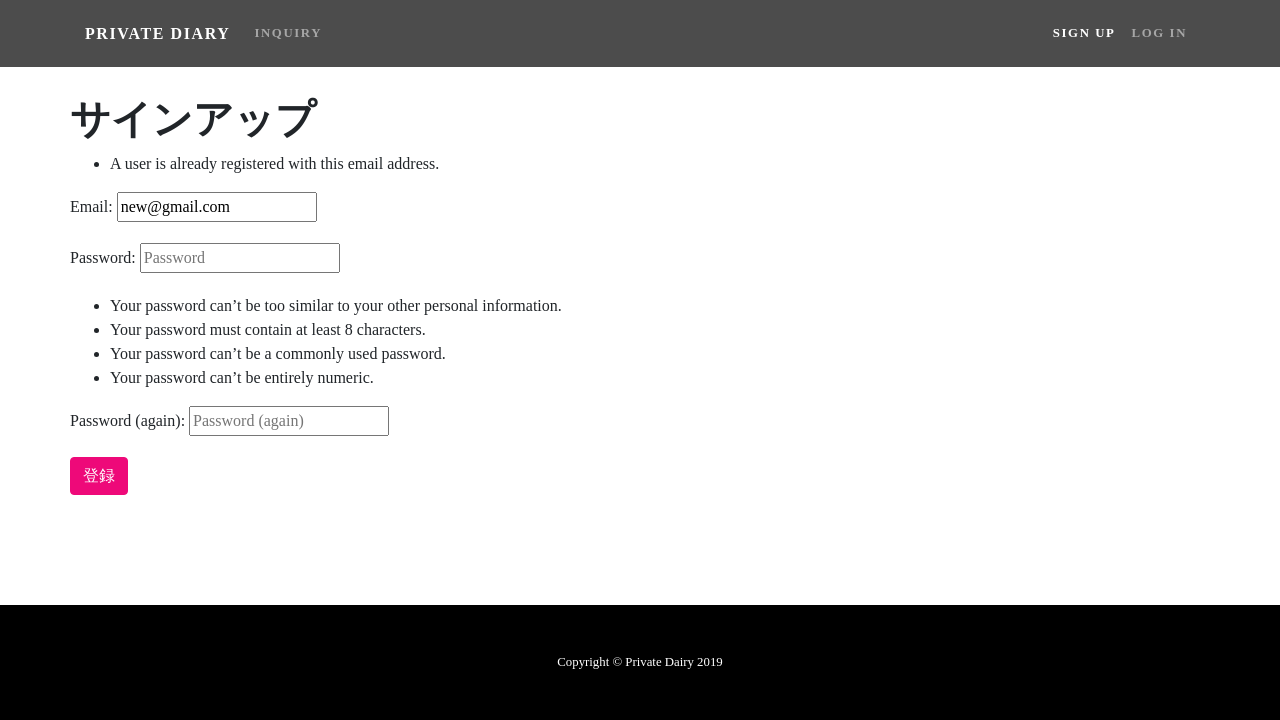 PRIVATE DIARY INQUIRY SIGN UP LOG IN
サインアップ
A user is already registered with this email address.
Email: new@gmail.com
Password: Password
Your password can’t be too similar to your other personal information.
Your password must contain at least 8 characters.
Your password can’t be a commonly used password.
Your password can’t be entirely numeric.
Password (again): Password (again)
登録
Copyright © Private Dairy 2019